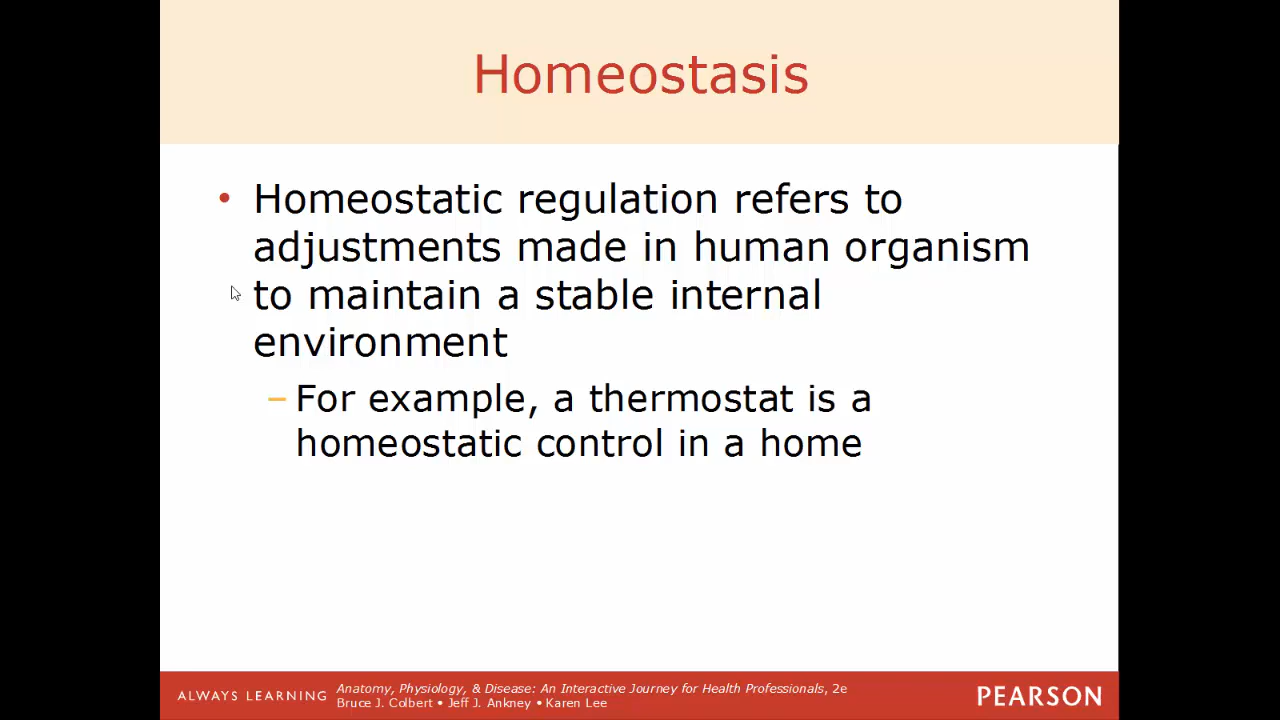 Homeostasis
• Homeostatic regulation refers to
adjustments made in human organism
to maintain a stable internal
environment
– For example, a thermostat is a
homeostatic control in a home
ALWAYS LEARNING
Anatomy, Physiology, & Disease: An Interactive Journey for Health Professionals, 2e
Bruce J. Colbert • Jeff J. Ankney • Karen Lee
PEARSON